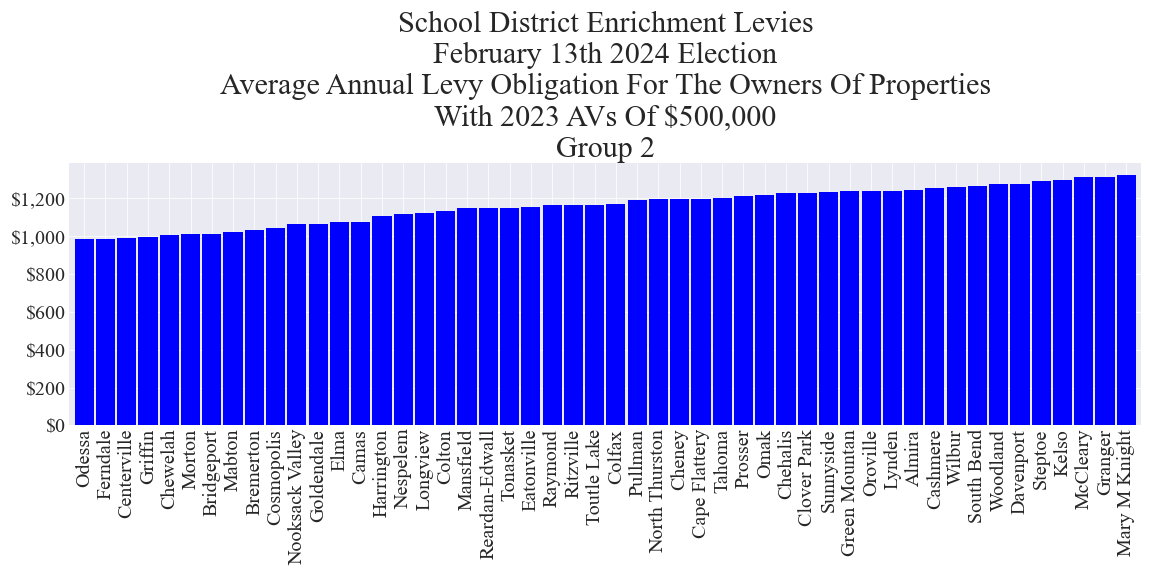 School District Enrichment Levies
February 13th 2024 Election
Average Annual Levy Obligation For The Owners Of Properties
With 2023 AVs Of $500,000
Group 2
$1,200
$1,000
$800
$600
$400
$200
$0
Odessa
Ferndale
Centerville
Griffin
Chewelah
Morton
Bridgeport
Mabton
Bremerton
Cosmopolis
Nooksack Valley
Goldendale
Elma
Camas
Harrington
Nespelem
Longview
Colton
Mansfield
Reardan-Edwall
Tonasket
Eatonville
Raymond
Ritzville
Toutle Lake
Colfax
Pullman
North Thurston
Cheney
Cape Flattery
Tahoma
Prosser
Omak
Chehalis
Clover Park
Sunnyside
Green Mountain
Oroville
Lynden
Almira
Cashmere
Wilbur
South Bend
Woodland
Davenport
Steptoe
Kelso
McCleary
Granger
Mary M Knight